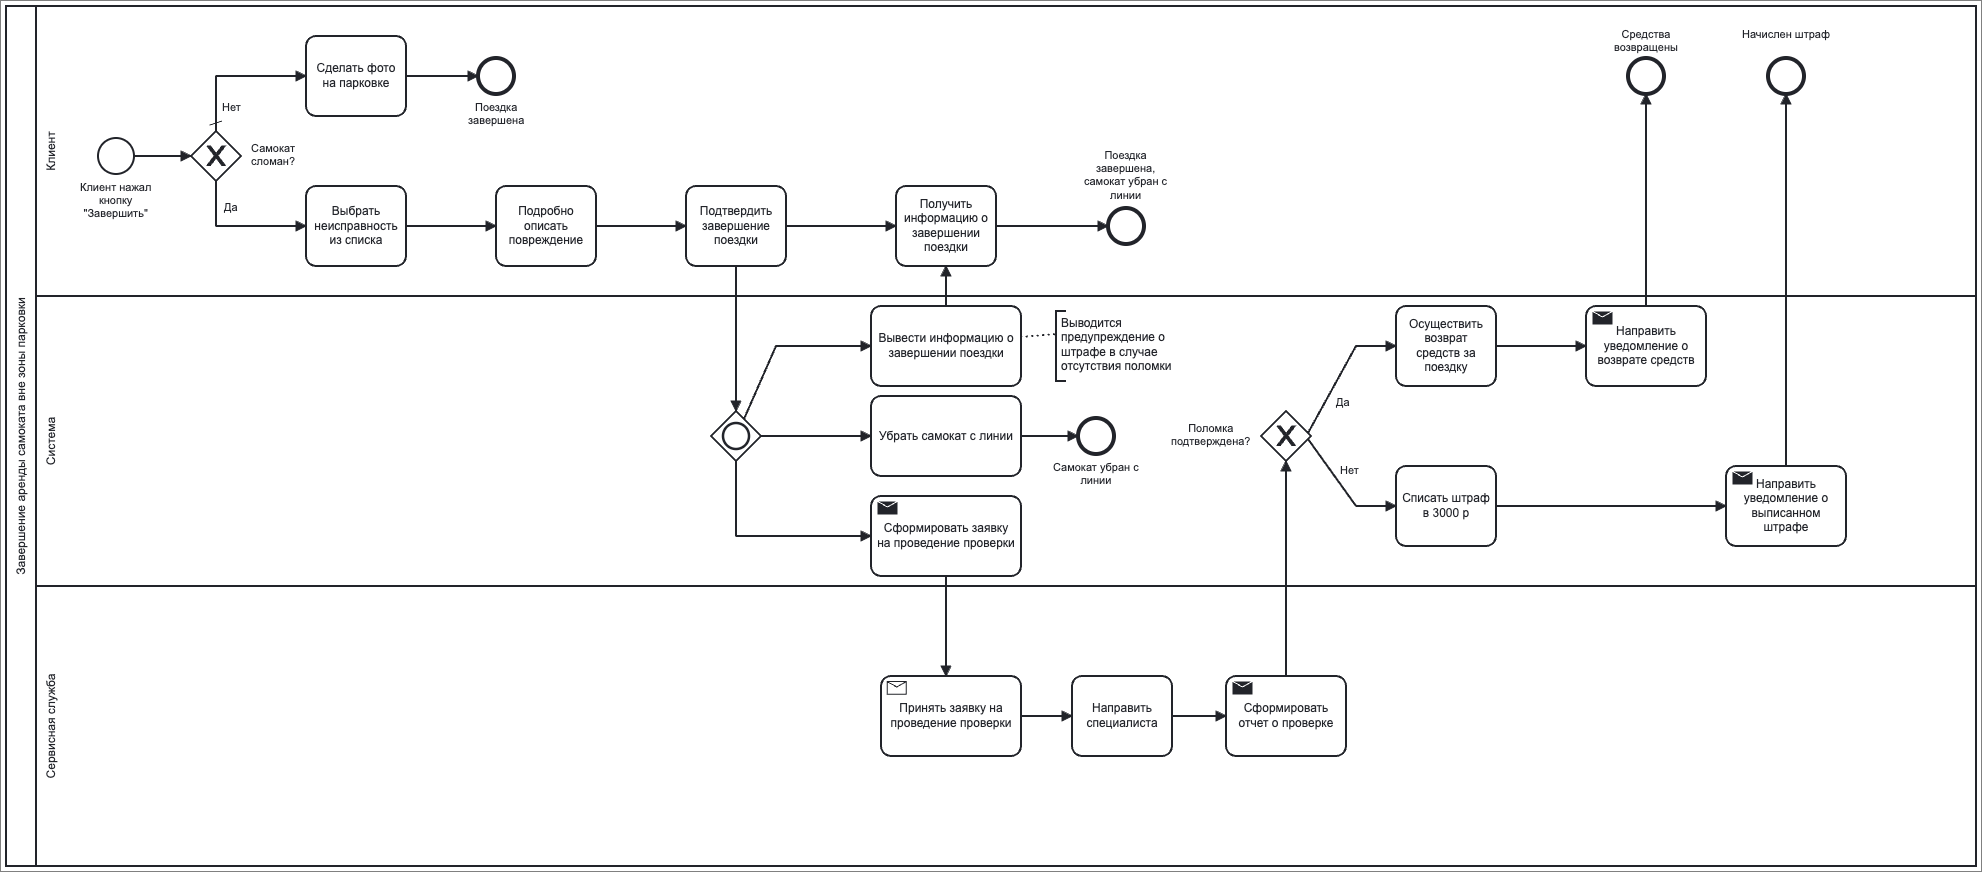 Завершение аренды самоката вне зоны парковки
Клиент
Клиент нажал
кнопку
"Завершить"
Самокат
сломан?
Нет
Да
Сделать фото
на парковке
Поездка
завершена
Выбрать
неисправность
из списка
Подробно
описать
повреждение
Подтвердить
завершение
поездки
Получить
информацию о
завершении
поездки
Поездка
завершена,
самокат убран с
линии
Средства
возвращены
Начислен штраф
Система
Вывести информацию о
завершении поездки
Выводится
предупреждение о
штрафе в случае
отсутствия поломки
Убрать самокат с линии
Самокат убран с
линии
Сформировать заявку
на проведение проверки
Поломка
подтверждена?
Да
Нет
Осуществить
возврат
средств за
поездку
Направить
уведомление о
возврате средств
Списать штраф
в 3000 р
Направить
уведомление о
выписанном
штрафе
Сервисная служба
Принять заявку на
проведение проверки
Направить
специалиста
Сформировать
отчет о проверке